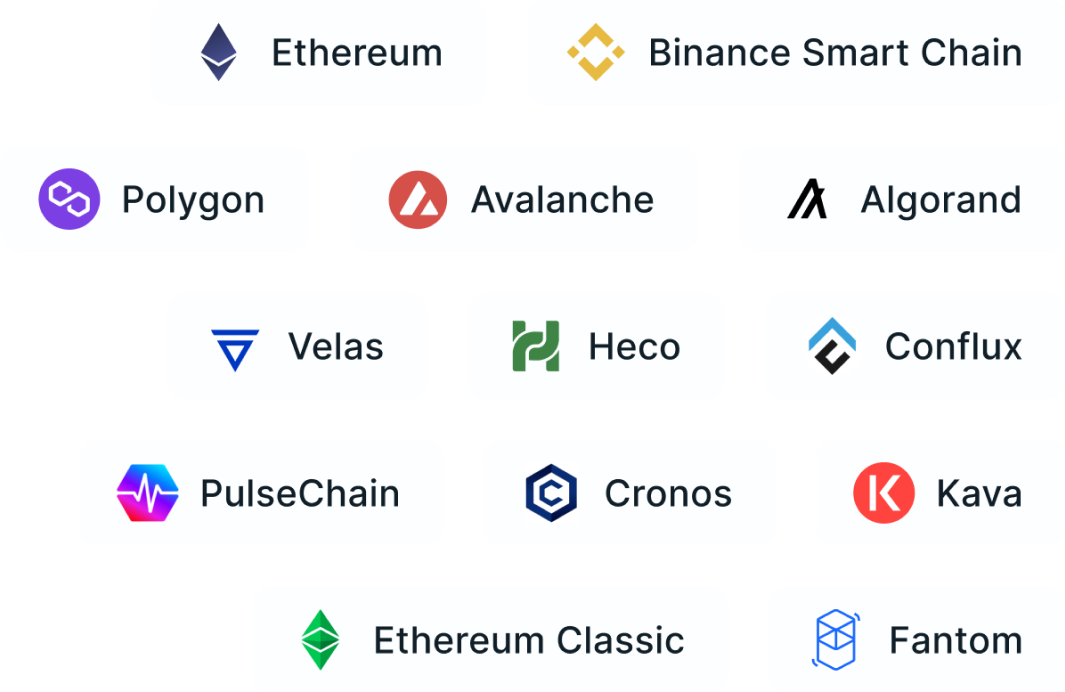 Ethereum Binance Smart Chain
Polygon Avalanche Algorand
Velas Heco Conflux
PulseChain Cronos Kava
Ethereum Classic Fantom